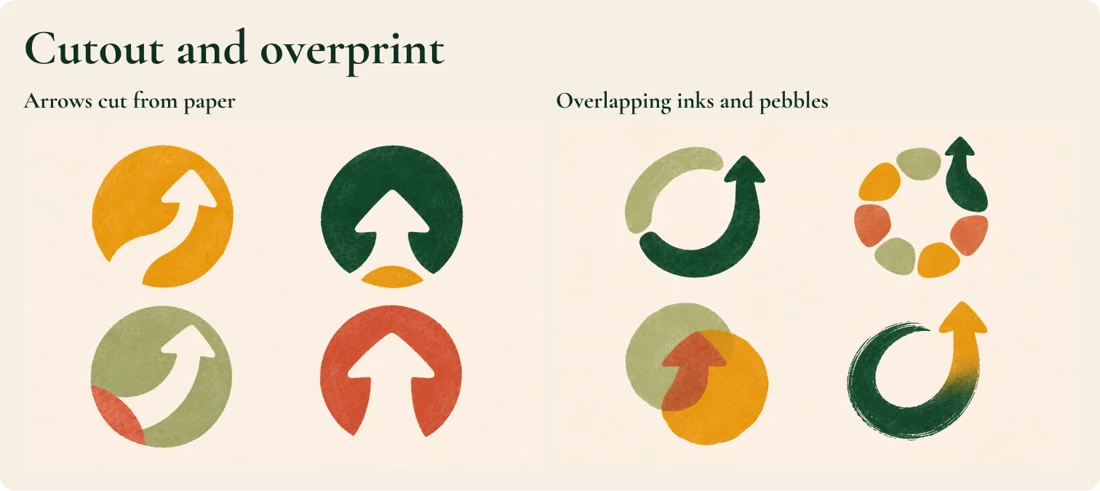 Cutout and overprint
Arrows cut from paper
Overlapping inks and pebbles